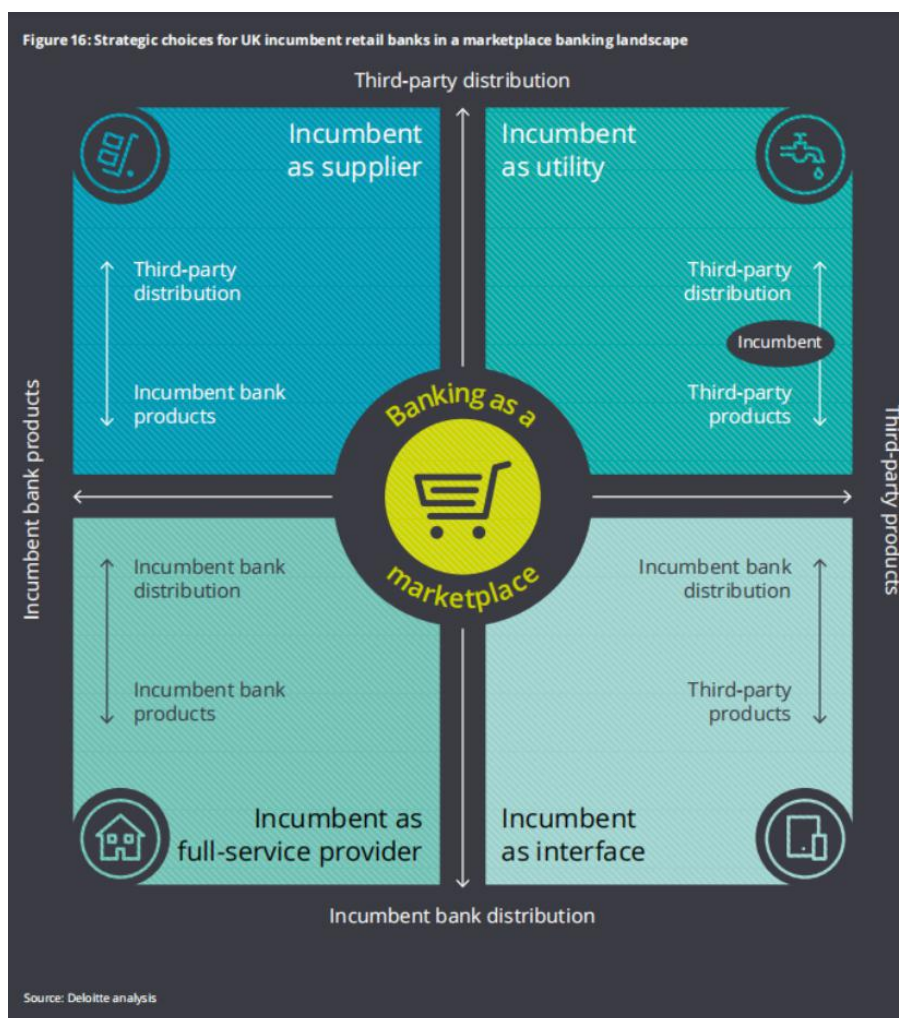 Figure 16: Strategic choices for UK incumbent retail banks in a marketplace banking landscape
Third-party distribution
Incumbent
as supplier
Incumbent
as utility
Third-party
distribution
Incumbent bank
products
Third-party
distribution
Incumbent
Third-party
products
Incumbent bank products
Banking as a
marketplace
Third-party products
Incumbent bank
distribution
Incumbent bank
products
Incumbent bank
distribution
Third-party
products
Incumbent as
full-service provider
Incumbent
as interface
Incumbent bank distribution
Source: Deloitte analysis